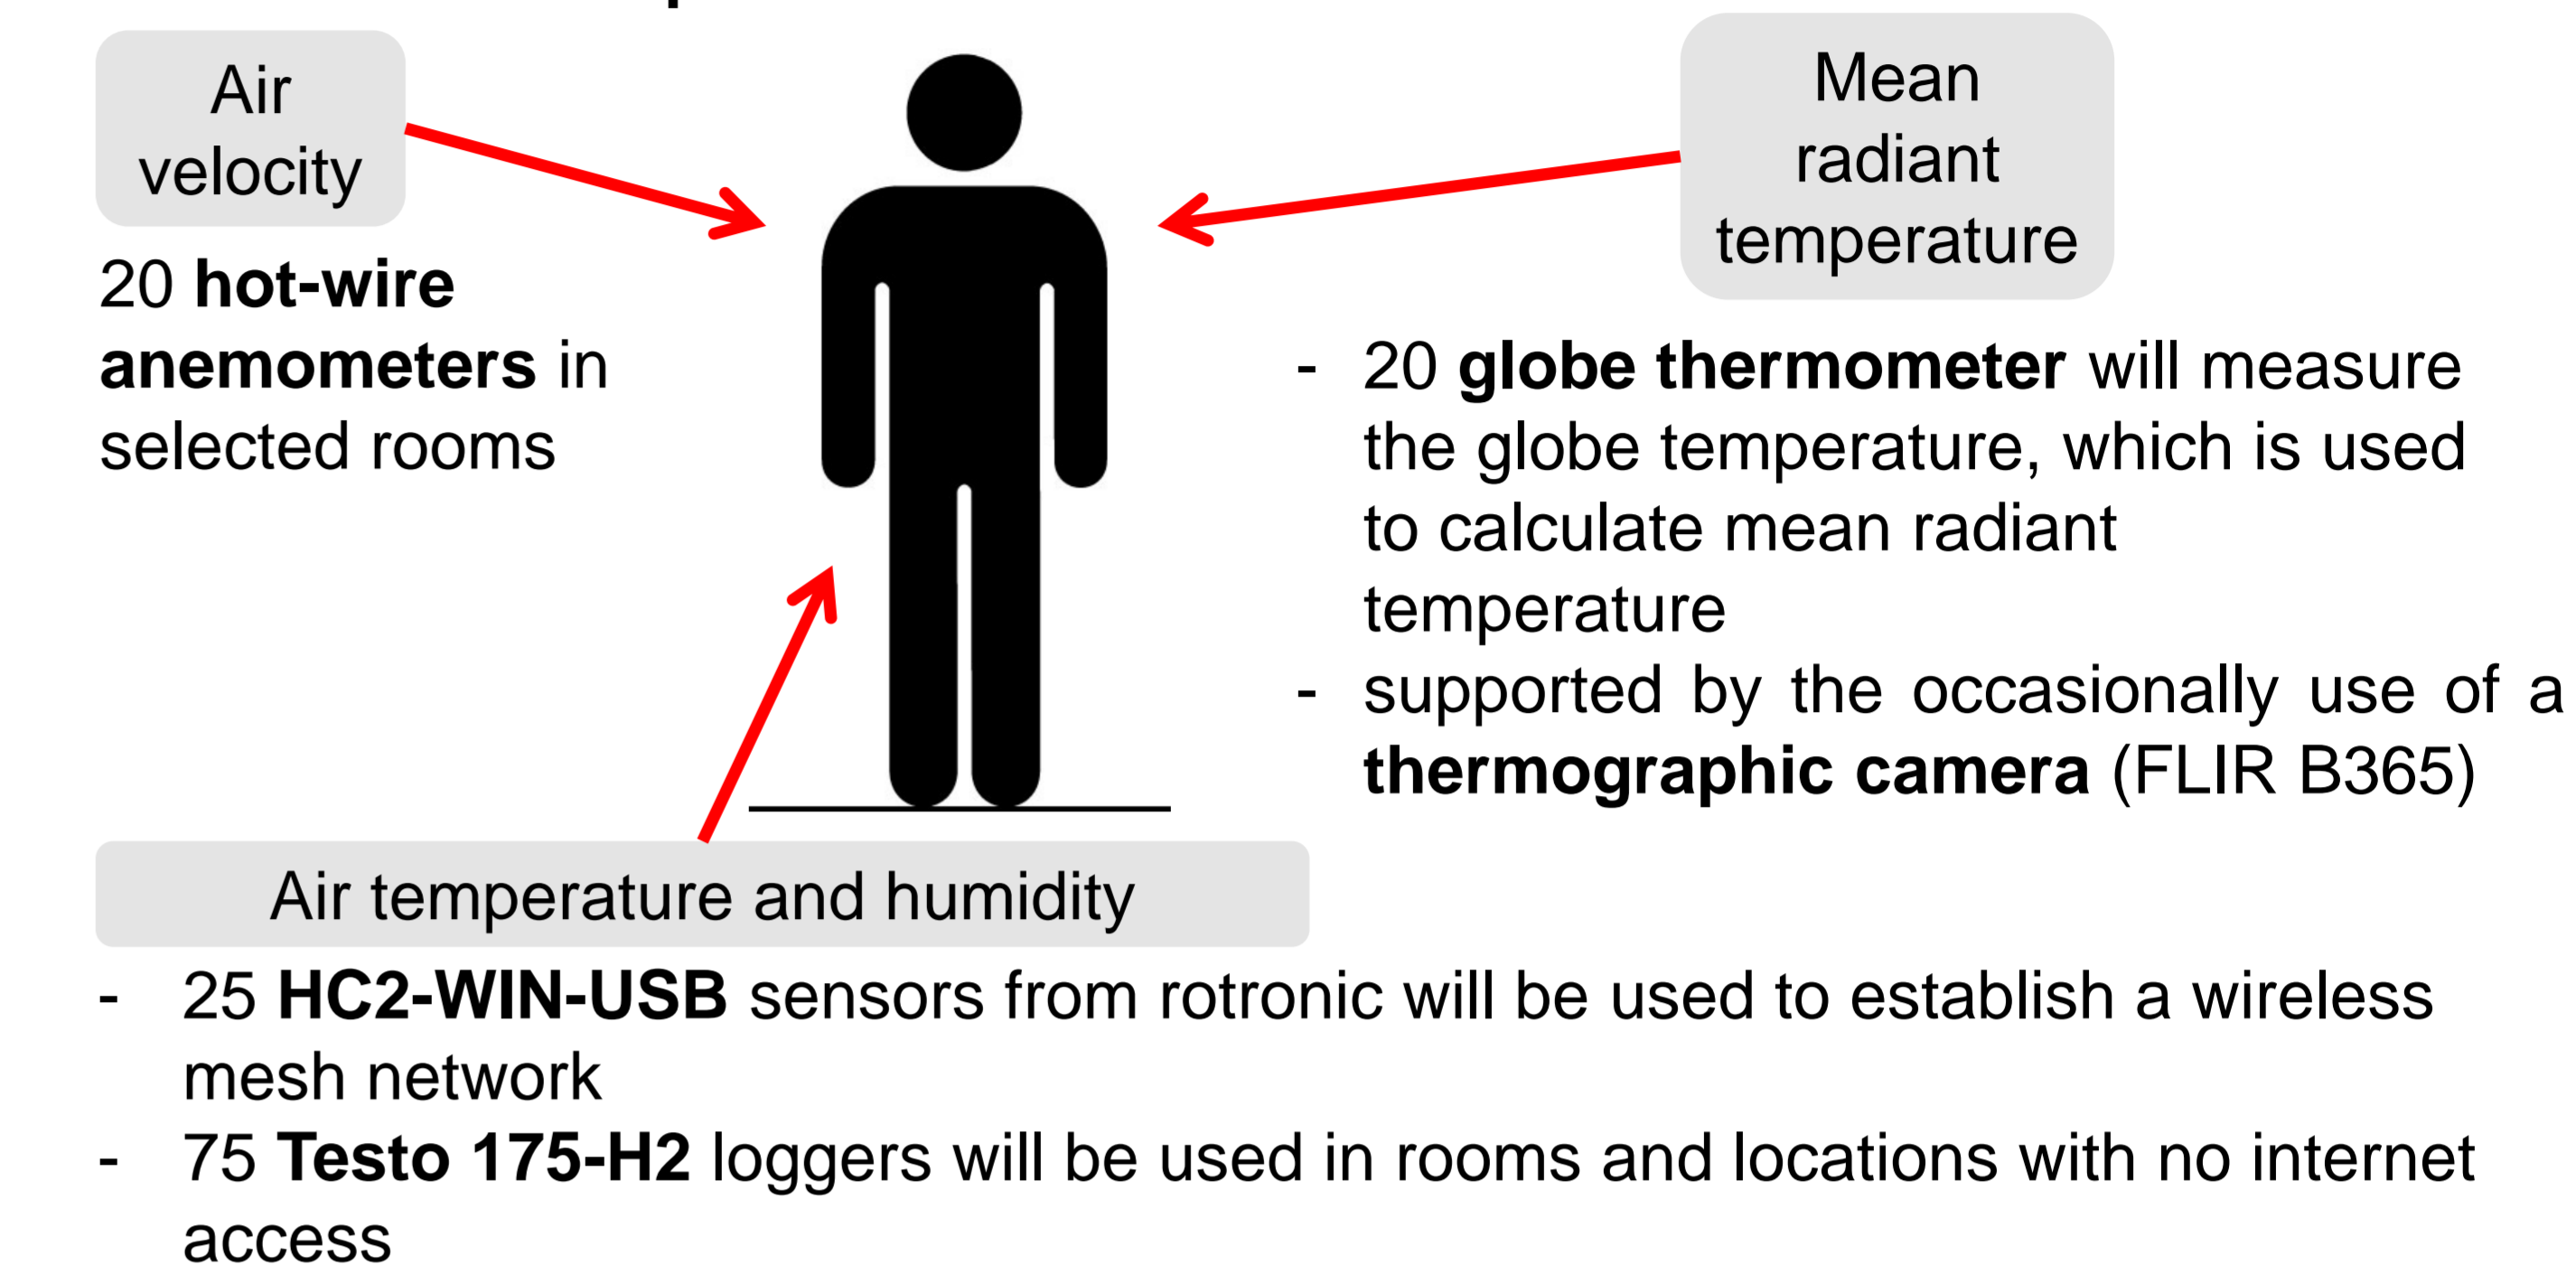 Air
velocity
20 hot-wire
anemometers in
selected rooms
Mean
radiant
temperature
- 20 globe thermometer will measure
the globe temperature, which is used
to calculate mean radiant
temperature
- supported by the occasionally use of a
thermographic camera (FLIR B365)
Air temperature and humidity
- 25 HC2-WIN-USB sensors from rotronic will be used to establish a wireless
mesh network
- 75 Testo 175-H2 loggers will be used in rooms and locations with no internet
access